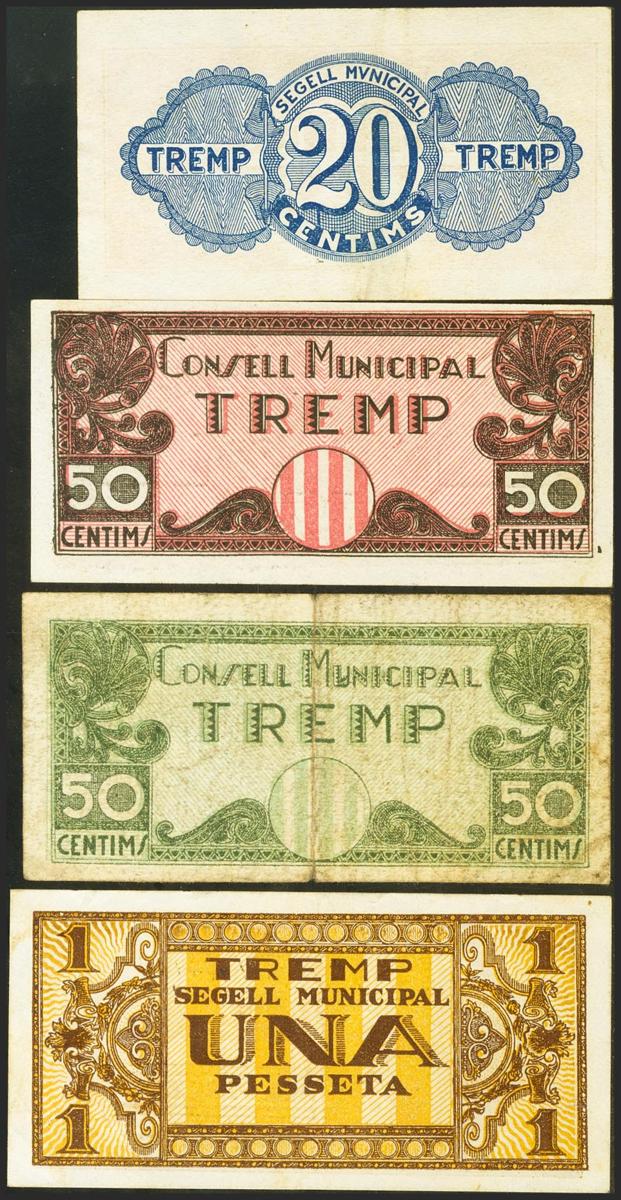 SEGELL MVNICIPAL
TREMP 20 TREMP
CENTIMS
CONSELL MUNICIPAL
TREMP
50 50
CENTIMS CENTIMS
CONSELL MUNICIPAL
TREMP
50 50
CENTIMS CENTIMS
1 1
TREMP
SEGELL MUNICIPAL
UNA
PESSETA
1 1